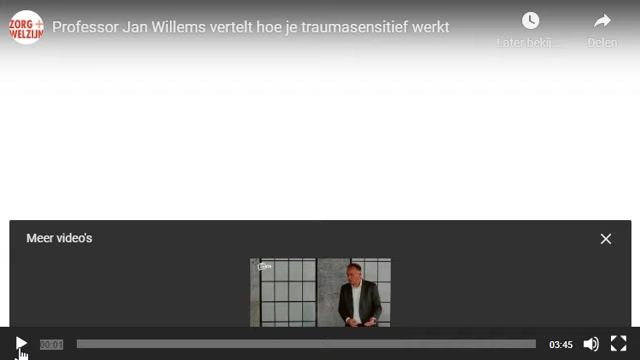 ZORG+
WELZIJN
Professor Jan Willems vertelt hoe je traumasensitief werkt
Later bekij...
Delen
Meer video's
00:01
03:45